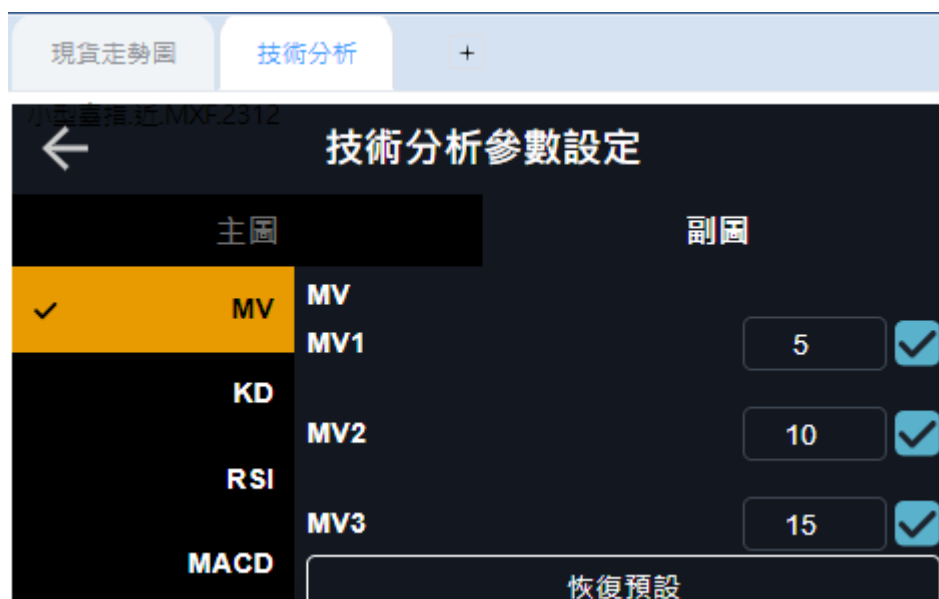 現貨走勢圖 技術分析 +
小型臺指.近.MXF.2312
技術分析參數設定
主圖 副圖
MV
KD
RSI
MACD
MV
MV1 5
MV2 10
MV3 15
恢復預設